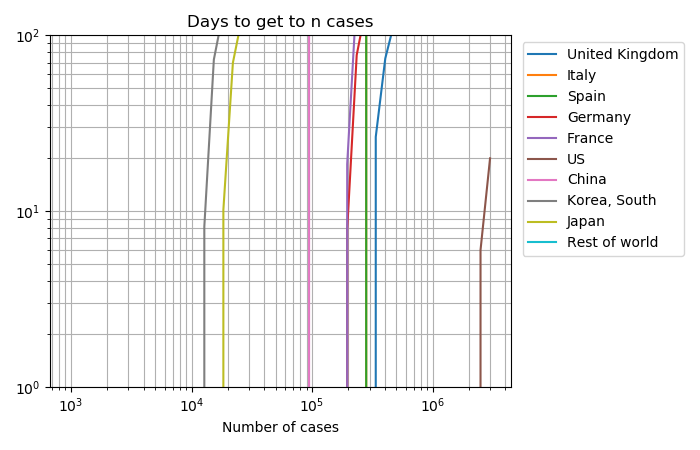 Days to get to n cases
10²
10¹
10⁰
10³
10⁴
10⁵
10⁶
Number of cases
United Kingdom
Italy
Spain
Germany
France
US
China
Korea, South
Japan
Rest of world